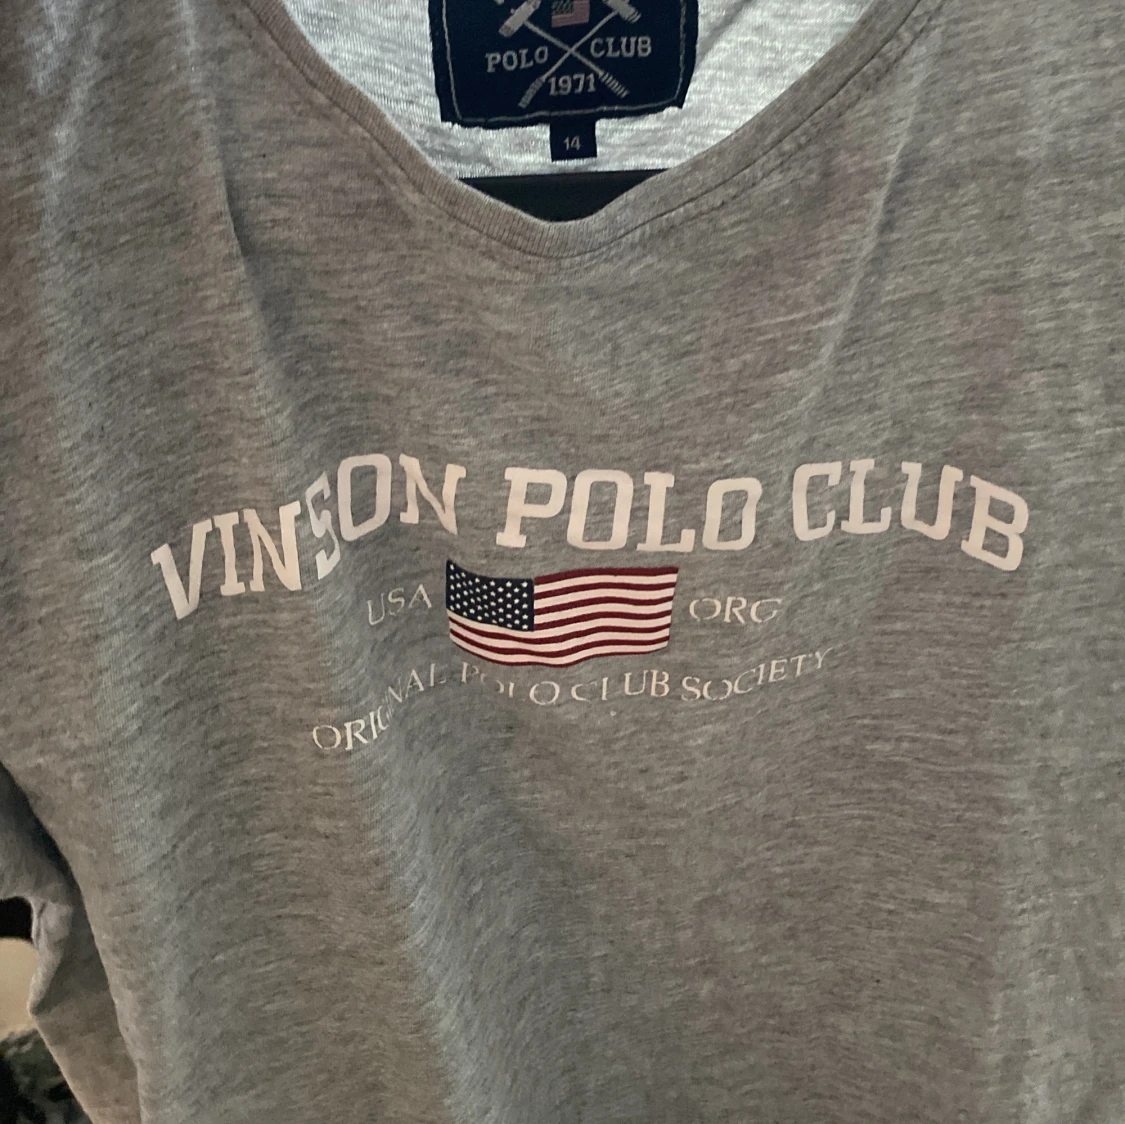 POLO CLUB
1971
14
VINSON POLO CLUB
USA ORG
ORIGINAL POLO CLUB SOCIETY